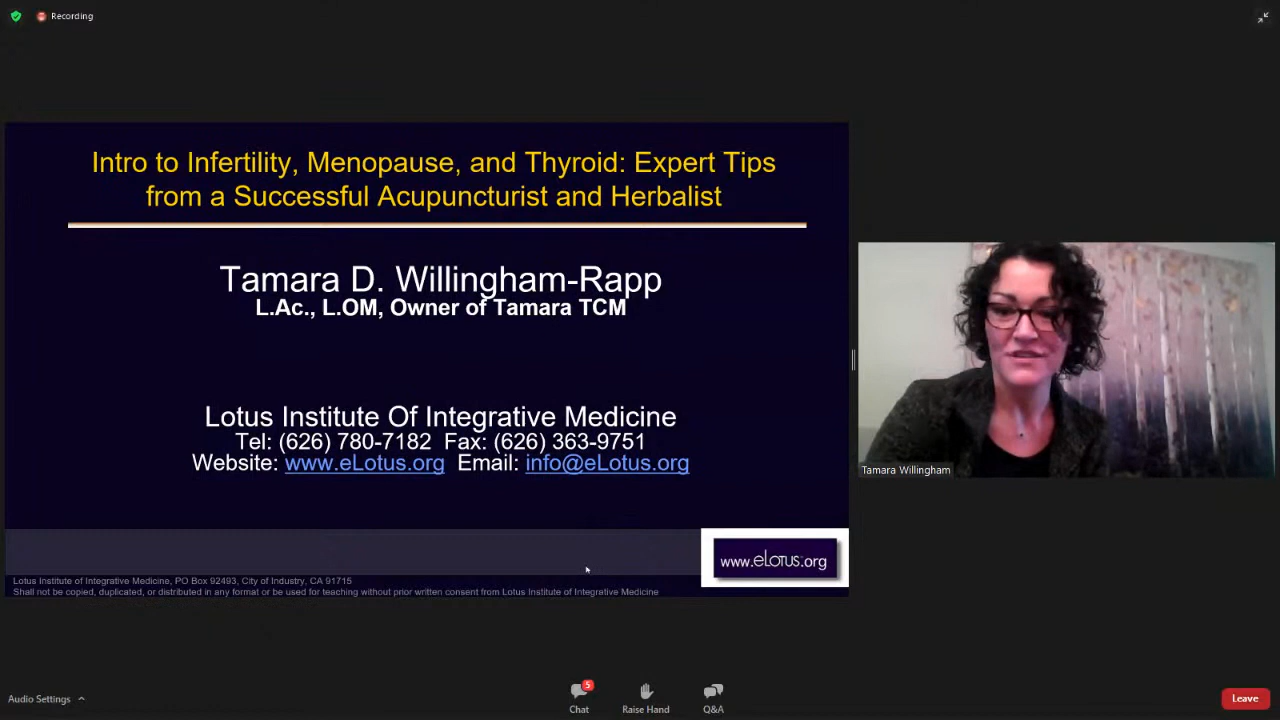 Recording
Intro to Infertility, Menopause, and Thyroid: Expert Tips
from a Successful Acupuncturist and Herbalist
Tamara D. Willingham-Rapp
L.Ac., L.OM, Owner of Tamara TCM
Lotus Institute Of Integrative Medicine
Tel: (626) 780-7182 Fax: (626) 363-9751
Website: www.eLotus.org Email: info@eLotus.org
www.eLotus.org
Lotus Institute of Integrative Medicine, PO Box 92493, City of Industry, CA 91715
Shall not be copied, duplicated, or distributed in any format or be used for teaching without prior written consent from Lotus Institute of Integrative Medicine
Tamara Willingham
Audio Settings
5
Chat
Raise Hand
Q&A
Leave